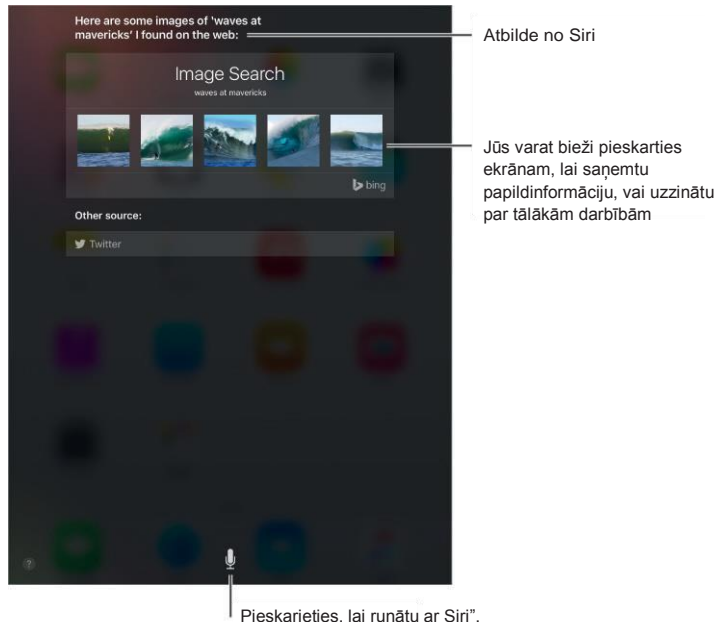 Here are some images of 'waves at
mavericks' I found on the web:
Atbilde no Siri
Image Search
waves at mavericks
Jūs varat bieži pieskarties
ekrānam, lai saņemtu
papildinformāciju, vai uzzinātu
par tālākām darbībām
bing
Other source:
Twitter
?
Pieskarieties, lai runātu ar Siri”.